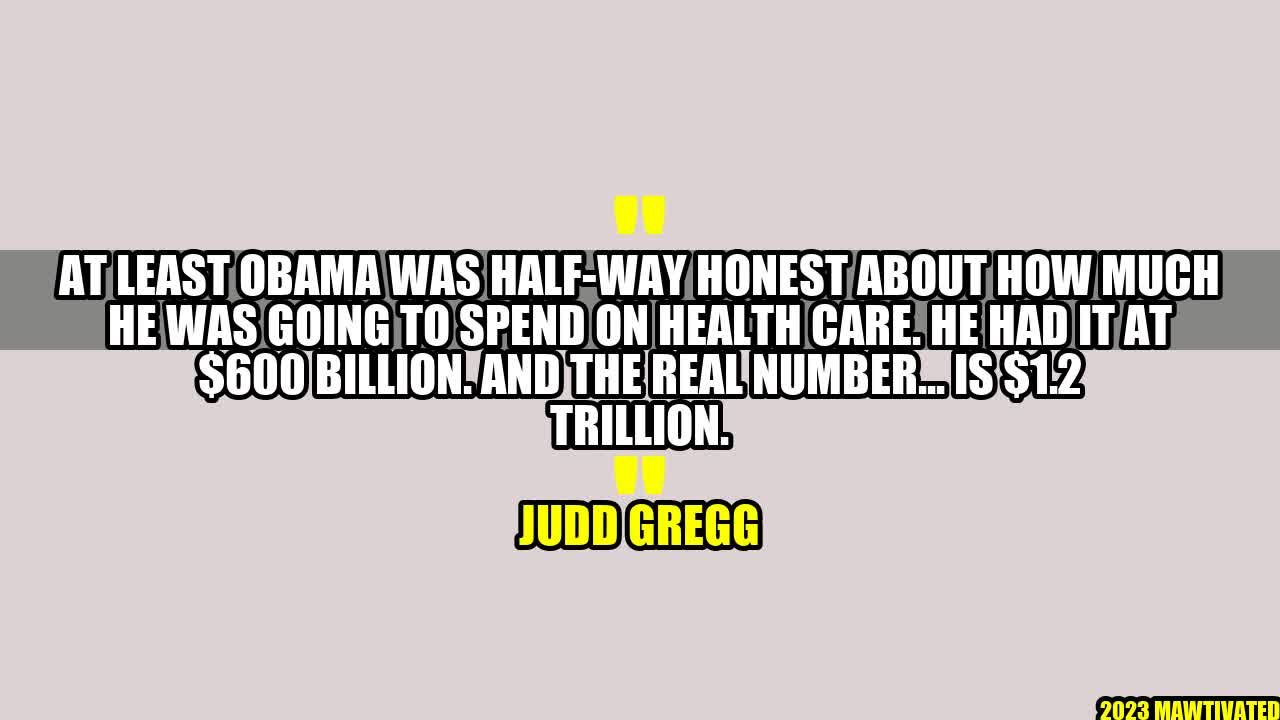 "
AT LEAST OBAMA WAS HALF-WAY HONEST ABOUT HOW MUCH
HE WAS GOING TO SPEND ON HEALTH CARE. HE HAD IT AT
$600 BILLION. AND THE REAL NUMBER... IS $1.2
TRILLION.
"
JUDD GREGG
2023 MAWTIVATED